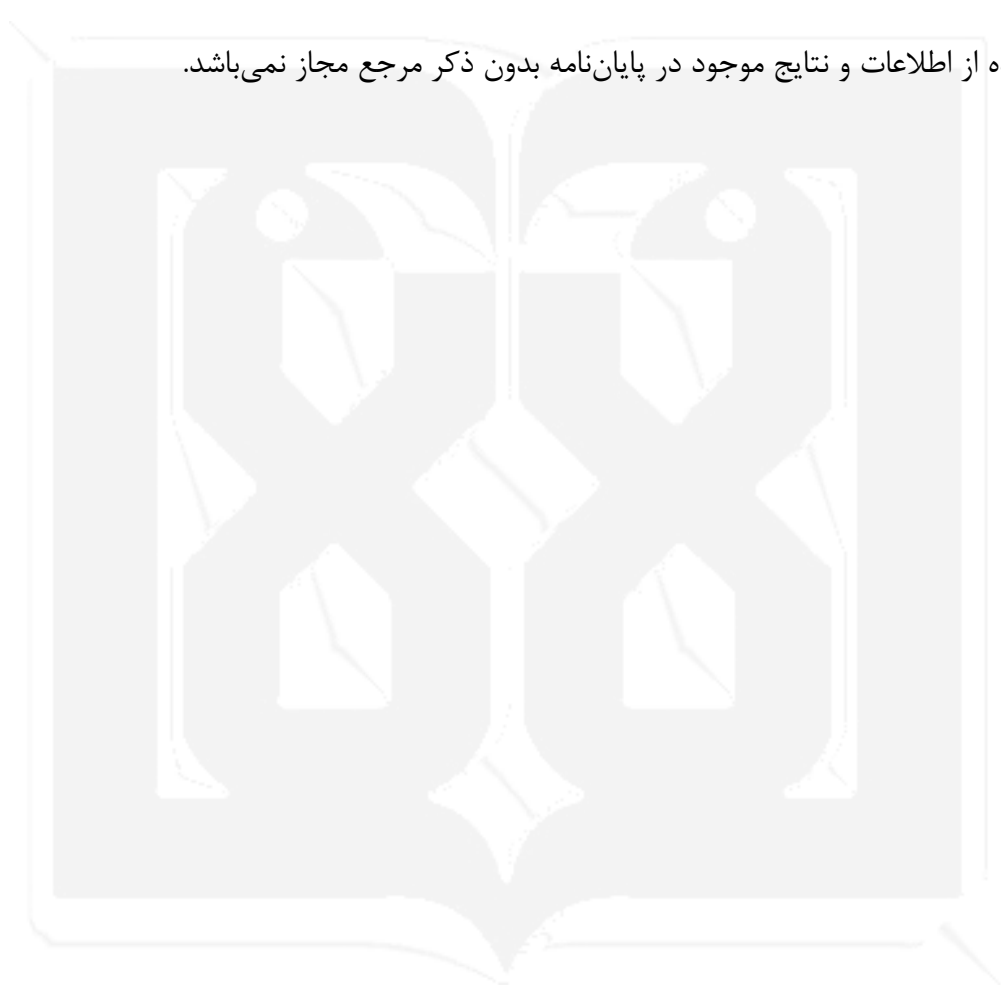 ه از اطلاعات و نتایج موجود در پایان‌نامه بدون ذکر مرجع مجاز نمی‌باشد.